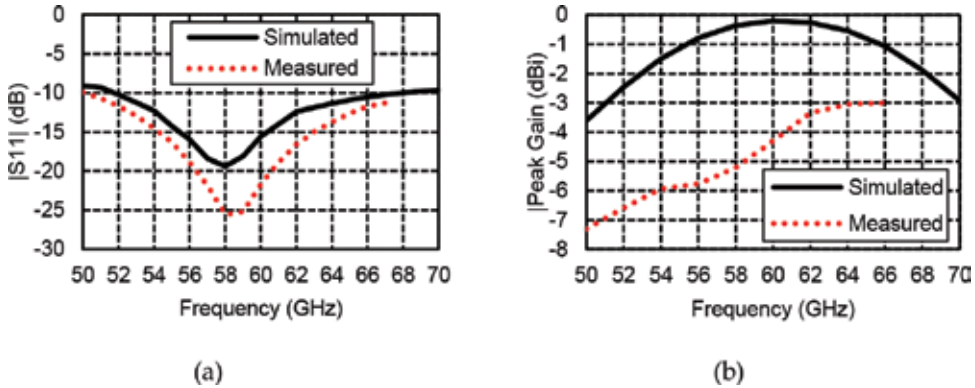 0
-5
-10
-15
-20
-25
-30
|S11| (dB)
Simulated
Measured
50 52 54 56 58 60 62 64 66 68 70
Frequency (GHz)
(a)
0
-1
-2
-3
-4
-5
-6
-7
-8
|Peak Gain (dBi)
Simulated
Measured
50 52 54 56 58 60 62 64 66 68 70
Frequency (GHz)
(b)